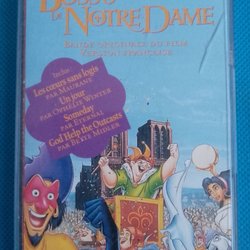 BOSSU
DE NOTRE DAME
BANDE ORIGINALE DU FILM
VERSION FRANÇAISE
Inclus
Les cœurs sans logis
PAR MAURANE
Un jour
PAR OPHÉLIE WINTER
Someday
PAR ETERNAL
God Help the Outcasts
PAR BETTE MIDLER